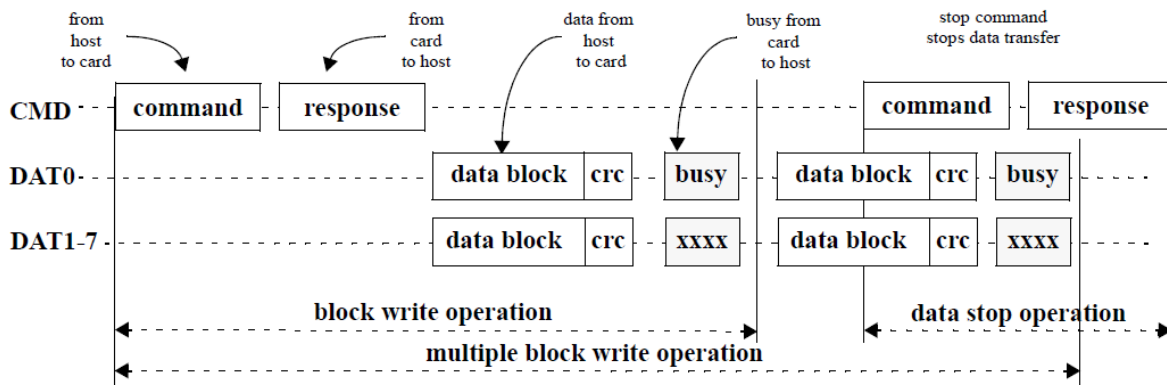 from
host
to card
from
card
to host
data from
host
to card
busy from
card
to host
stop command
stops data transfer
CMD
command
response
command
response
DAT0
data block
crc
busy
data block
crc
busy
DAT1-7
data block
crc
xxxx
data block
crc
xxxx
block write operation
data stop operation
multiple block write operation